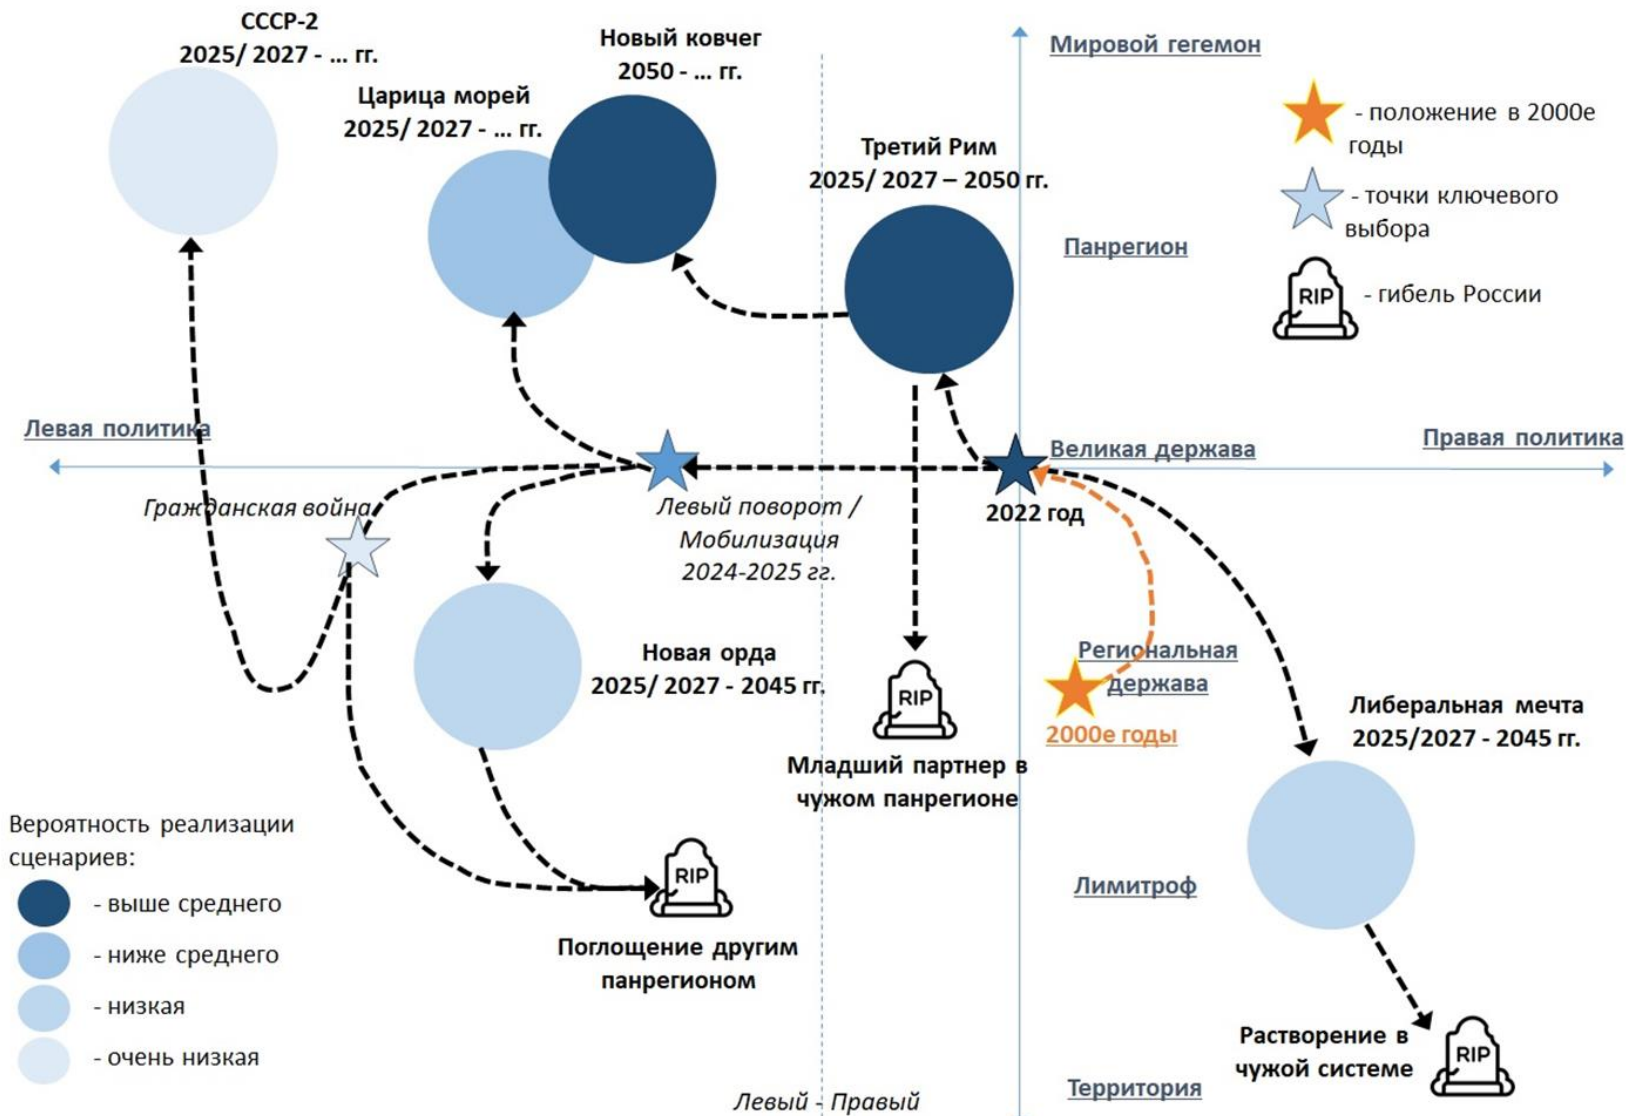 СССР-2
2025/ 2027 - ... гг.
Новый ковчег
2050 - ... гг.
Царица морей
2025/ 2027 - ... гг.
Третий Рим
2025/ 2027 – 2050 гг.
Мировой гегемон
- положение в 2000е
годы
- точки ключевого
выбора
RIP
- гибель России
Панрегион
Левая политика
Великая держава
Правая политика
Гражданская война
Левый поворот /
Мобилизация
2024-2025 гг.
2022 год
Новая орда
2025/ 2027 - 2045 гг.
Региональная
держава
2000е годы
RIP
Младший партнер в
чужом панрегионе
Либеральная мечта
2025/2027 - 2045 гг.
Вероятность реализации
сценариев:
- выше среднего
- ниже среднего
- низкая
- очень низкая
RIP
Поглощение другим
панрегионом
Лимитроф
Растворение в
чужой системе
RIP
Территория
Левый - Правый